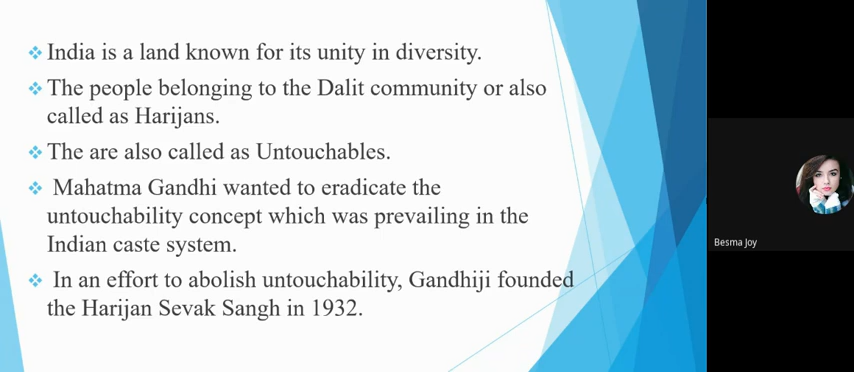 India is a land known for its unity in diversity.
The people belonging to the Dalit community or also
called as Harijans.
The are also called as Untouchables.
Mahatma Gandhi wanted to eradicate the
untouchability concept which was prevailing in the
Indian caste system.
In an effort to abolish untouchability, Gandhiji founded
the Harijan Sevak Sangh in 1932.
Besma Joy